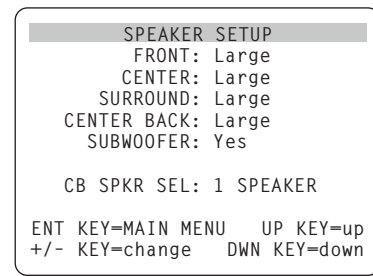 SPEAKER SETUP
FRONT: Large
CENTER: Large
SURROUND: Large
CENTER BACK: Large
SUBWOOFER: Yes
CB SPKR SEL: 1 SPEAKER
ENT KEY=MAIN MENU UP KEY=up
+/- KEY=change DWN KEY=down